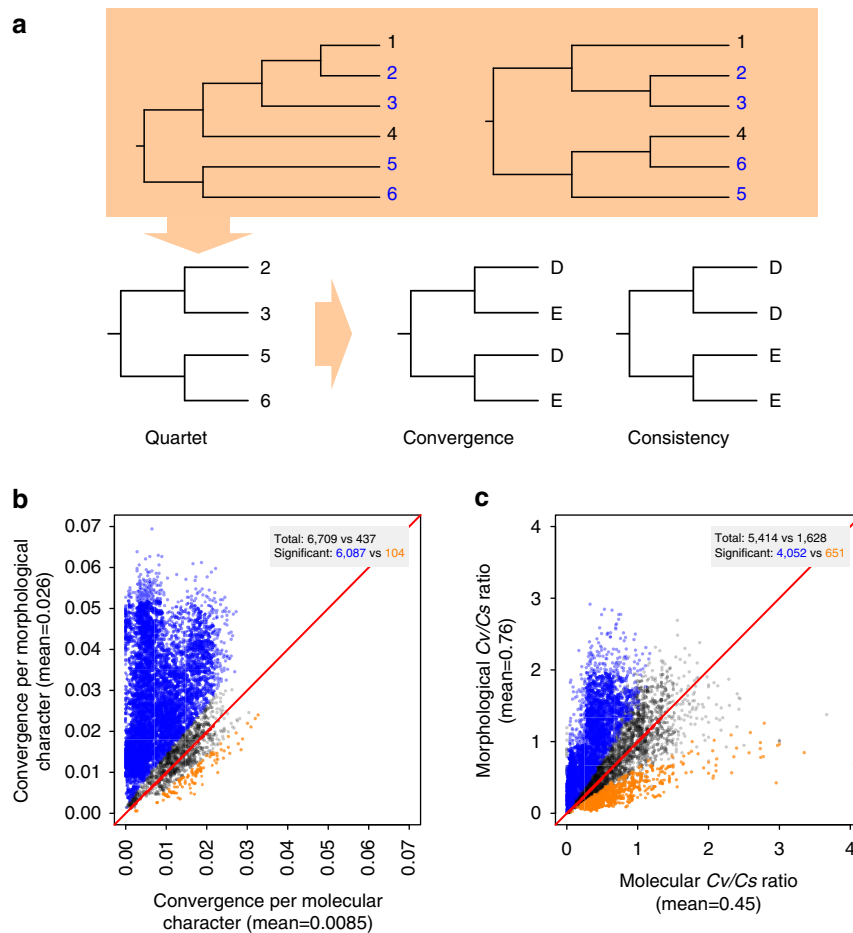 a
1
2
3
4
5
6
1
2
3
4
6
5
2
3
5
6
Quartet
D
E
D
E
Convergence
D
D
E
E
Consistency
b
Convergence per morphological
character (mean=0.026)
0.07
0.06
0.05
0.04
0.03
0.02
0.01
0.00
Total: 6,709 vs 437
Significant: 6,087 vs 104
0.00
0.01
0.02
0.03
0.04
0.05
0.06
0.07
Convergence per molecular
character (mean=0.0085)
c
Morphological Cv/Cs ratio
(mean=0.76)
4
3
2
1
0
Total: 5,414 vs 1,628
Significant: 4,052 vs 651
0
1
2
3
4
Molecular Cv/Cs ratio
(mean=0.45)